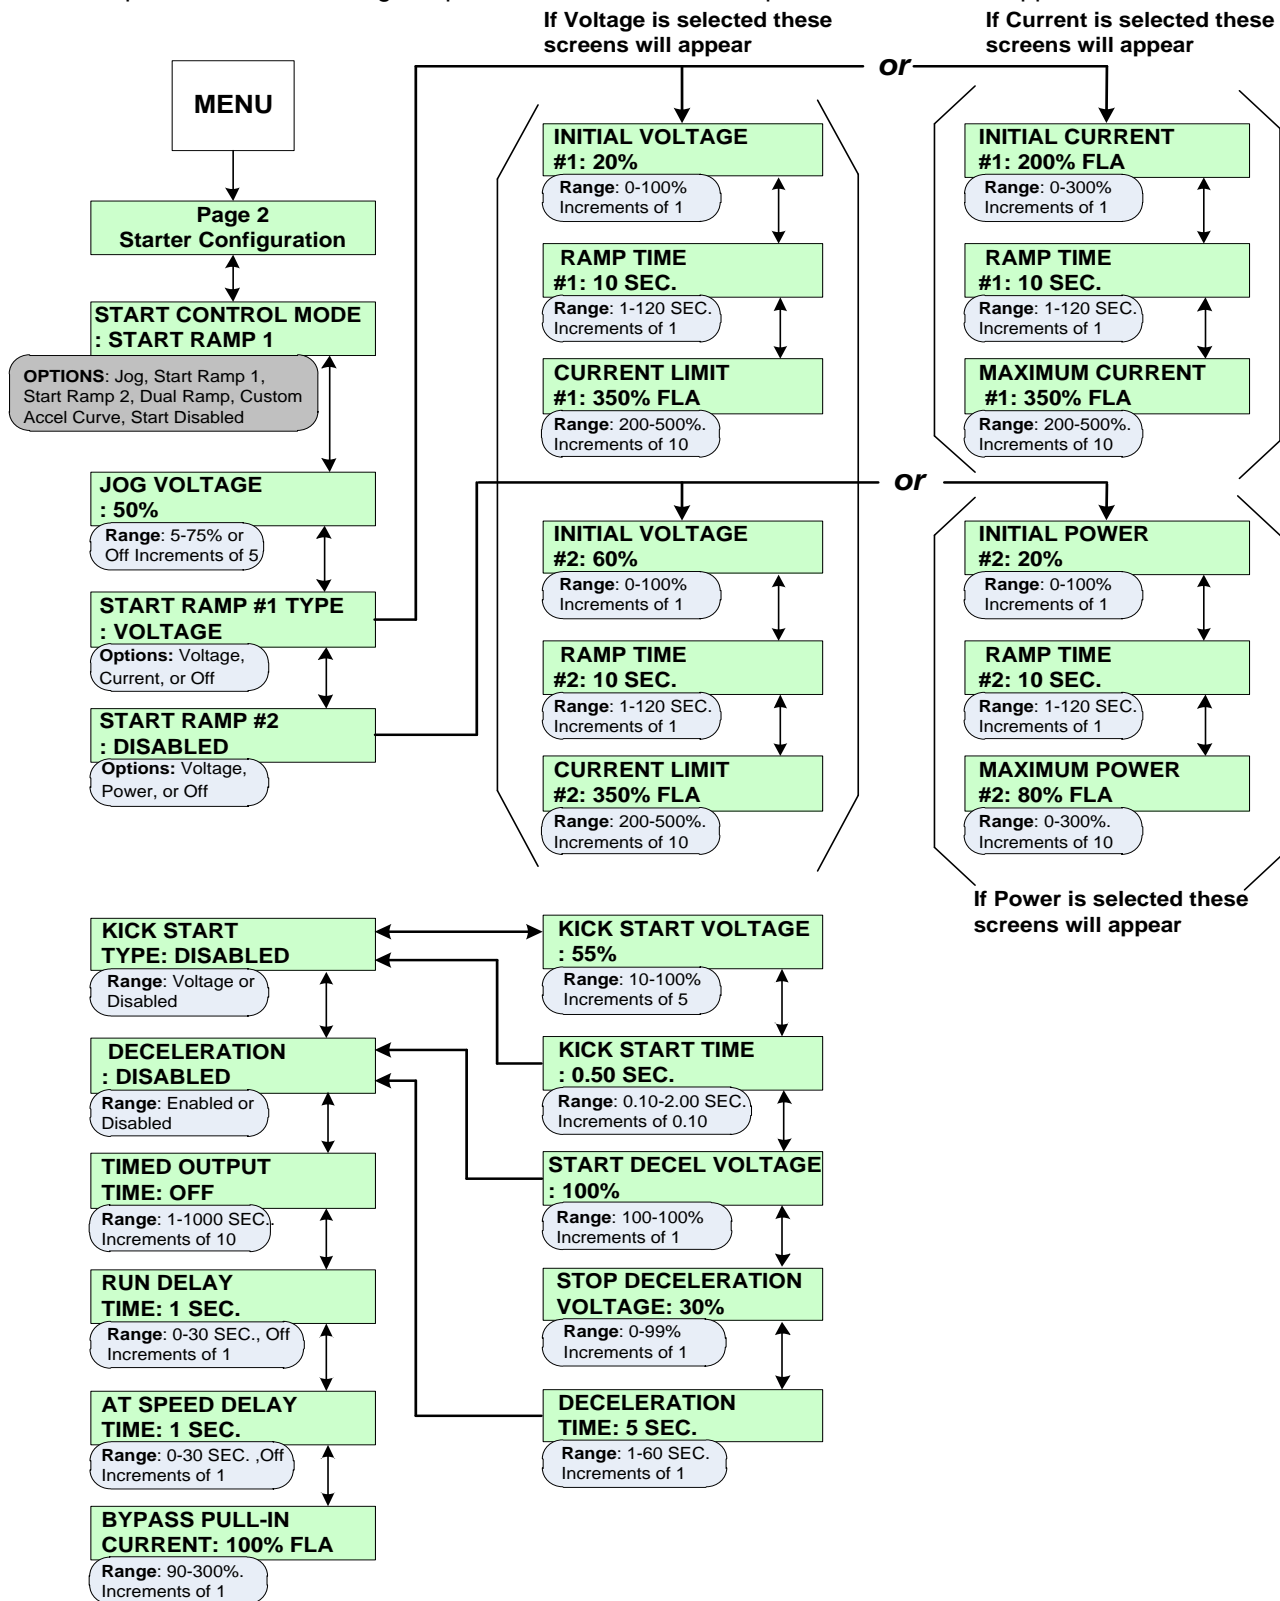 If Voltage is selected these
screens will appear
If Current is selected these
screens will appear
or
MENU
Page 2
Starter Configuration
START CONTROL MODE
: START RAMP 1
OPTIONS: Jog, Start Ramp 1,
Start Ramp 2, Dual Ramp, Custom
Accel Curve, Start Disabled
JOG VOLTAGE
: 50%
Range: 5-75% or
Off Increments of 5
START RAMP #1 TYPE
: VOLTAGE
Options: Voltage,
Current, or Off
START RAMP #2
: DISABLED
Options: Voltage,
Power, or Off
INITIAL VOLTAGE
#1: 20%
Range: 0-100%
Increments of 1
RAMP TIME
#1: 10 SEC.
Range: 1-120 SEC.
Increments of 1
CURRENT LIMIT
#1: 350% FLA
Range: 200-500%.
Increments of 10
INITIAL CURRENT
#1: 200% FLA
Range: 0-300%
Increments of 1
RAMP TIME
#1: 10 SEC.
Range: 1-120 SEC.
Increments of 1
MAXIMUM CURRENT
#1: 350% FLA
Range: 200-500%.
Increments of 10
or
INITIAL VOLTAGE
#2: 60%
Range: 0-100%
Increments of 1
RAMP TIME
#2: 10 SEC.
Range: 1-120 SEC.
Increments of 1
CURRENT LIMIT
#2: 350% FLA
Range: 200-500%.
Increments of 10
INITIAL POWER
#2: 20%
Range: 0-100%
Increments of 1
RAMP TIME
#2: 10 SEC.
Range: 1-120 SEC.
Increments of 1
MAXIMUM POWER
#2: 80% FLA
Range: 0-300%.
Increments of 10
If Power is selected these
screens will appear
KICK START
TYPE: DISABLED
Range: Voltage or
Disabled
DECELERATION
: DISABLED
Range: Enabled or
Disabled
TIMED OUTPUT
TIME: OFF
Range: 1-1000 SEC..
Increments of 10
RUN DELAY
TIME: 1 SEC.
Range: 0-30 SEC., Off
Increments of 1
AT SPEED DELAY
TIME: 1 SEC.
Range: 0-30 SEC. ,Off
Increments of 1
BYPASS PULL-IN
CURRENT: 100% FLA
Range: 90-300%.
Increments of 1
KICK START VOLTAGE
: 55%
Range: 10-100%
Increments of 5
KICK START TIME
: 0.50 SEC.
Range: 0.10-2.00 SEC.
Increments of 0.10
START DECEL VOLTAGE
: 100%
Range: 100-100%
Increments of 1
STOP DECELERATION
VOLTAGE: 30%
Range: 0-99%
Increments of 1
DECELERATION
TIME: 5 SEC.
Range: 1-60 SEC.
Increments of 1